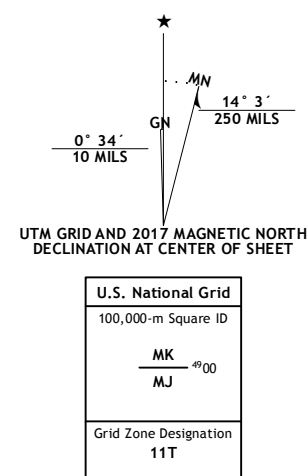 ★
MN
GN
0° 34´
10 MILS
14° 3´
250 MILS
UTM GRID AND 2017 MAGNETIC NORTH
DECLINATION AT CENTER OF SHEET
U.S. National Grid
100,000-m Square ID
MK
4900
MJ
Grid Zone Designation
11T